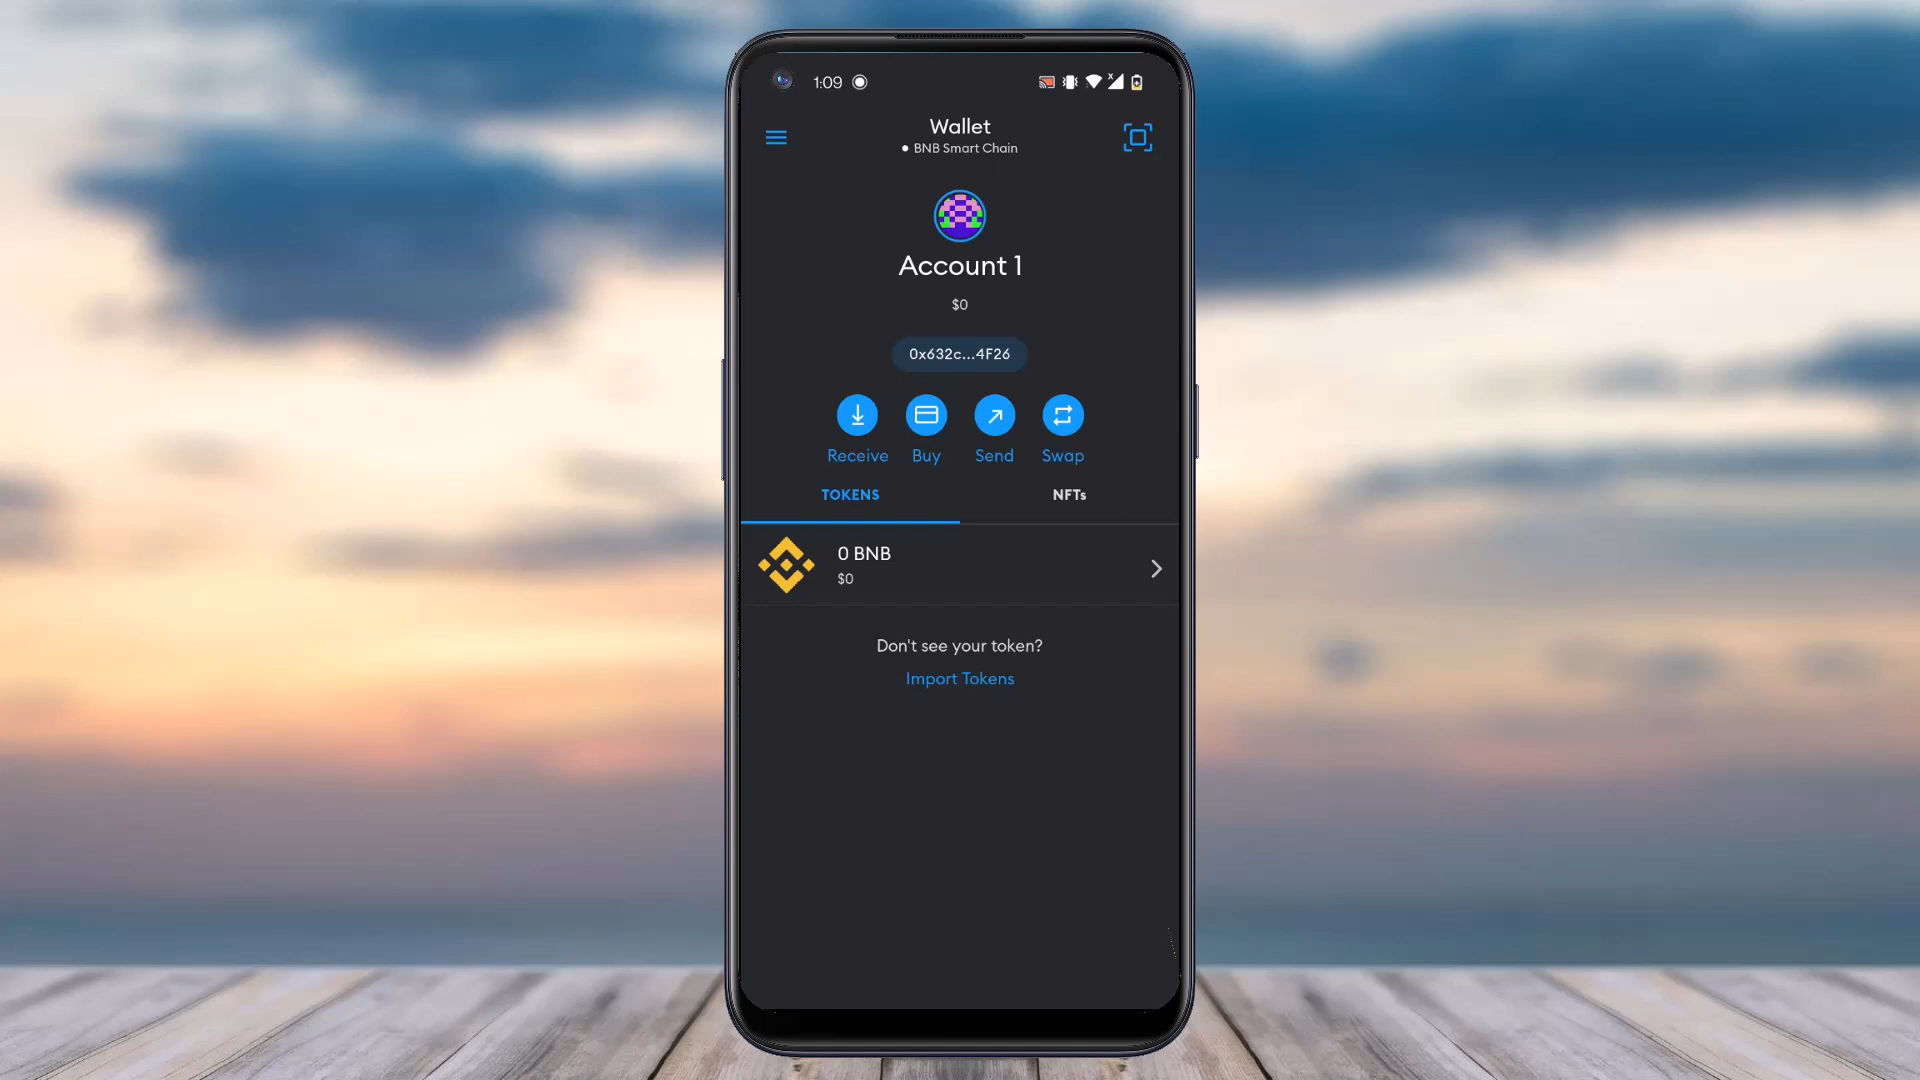 1:09
Wallet
BNB Smart Chain
Account 1
$0
0x632c...4F26
Receive Buy Send Swap
TOKENS NFTs
0 BNB
$0
Don't see your token?
Import Tokens